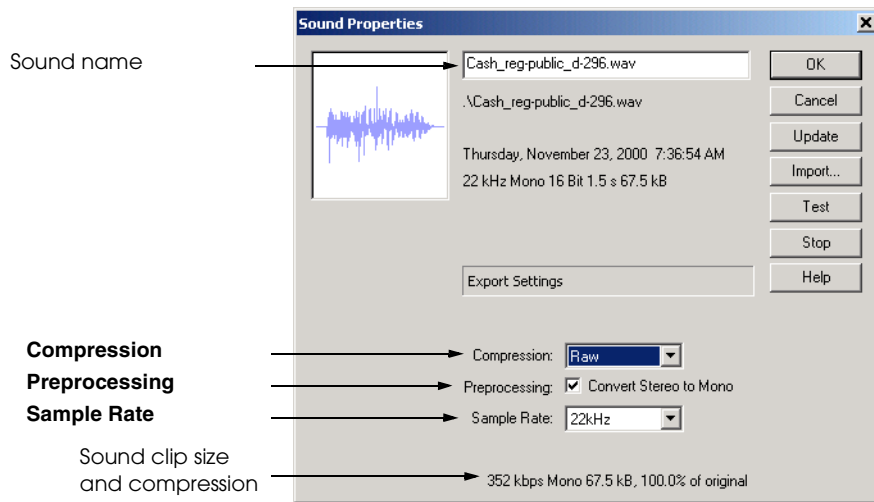 Sound Properties
Sound name
Cash_reg-public_d-296.wav
OK
.\Cash_reg-public_d-296.wav
Cancel
Update
Thursday, November 23, 2000 7:36:54 AM
22 kHz Mono 16 Bit 1.5 s 67.5 kB
Import...
Test
Stop
Export Settings
Help
Compression
Compression: Raw
Preprocessing
Preprocessing: Convert Stereo to Mono
Sample Rate
Sample Rate: 22kHz
Sound clip size
and compression
352 kbps Mono 67.5 kB, 100.0% of original